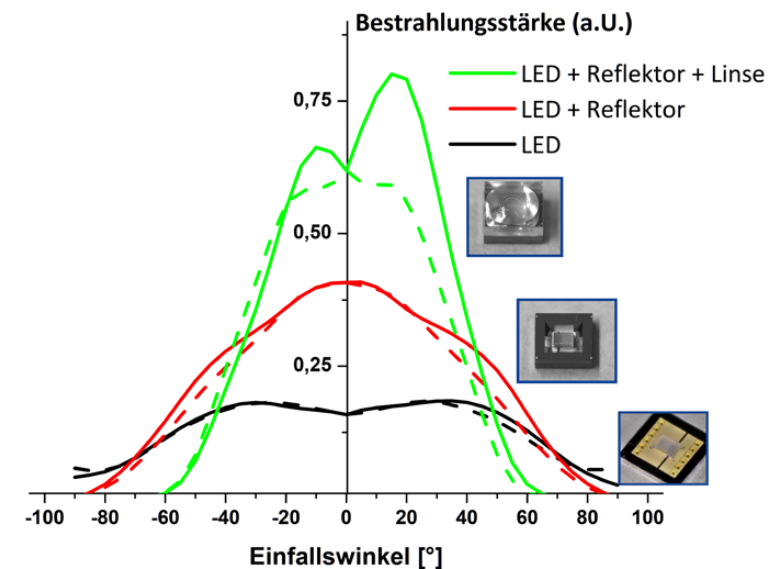 Bestrahlungsstärke (a.U.)
LED + Reflektor + Linse
0,75
LED + Reflektor
LED
0,50
0,25
-100 -80 -60 -40 -20 0 20 40 60 80 100
Einfallswinkel [°]